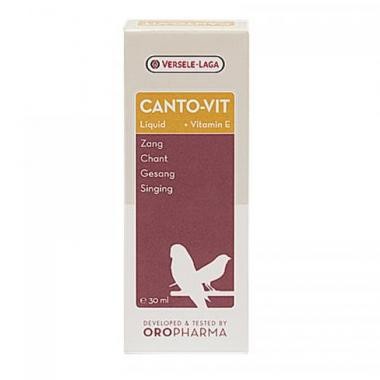 VERSELE-LAGA
CANTO-VIT
Liquid + Vitamin E
Zang
Chant
Gesang
Singing
℮ 30 ml
DEVELOPED & TESTED BY
OROPHARMA